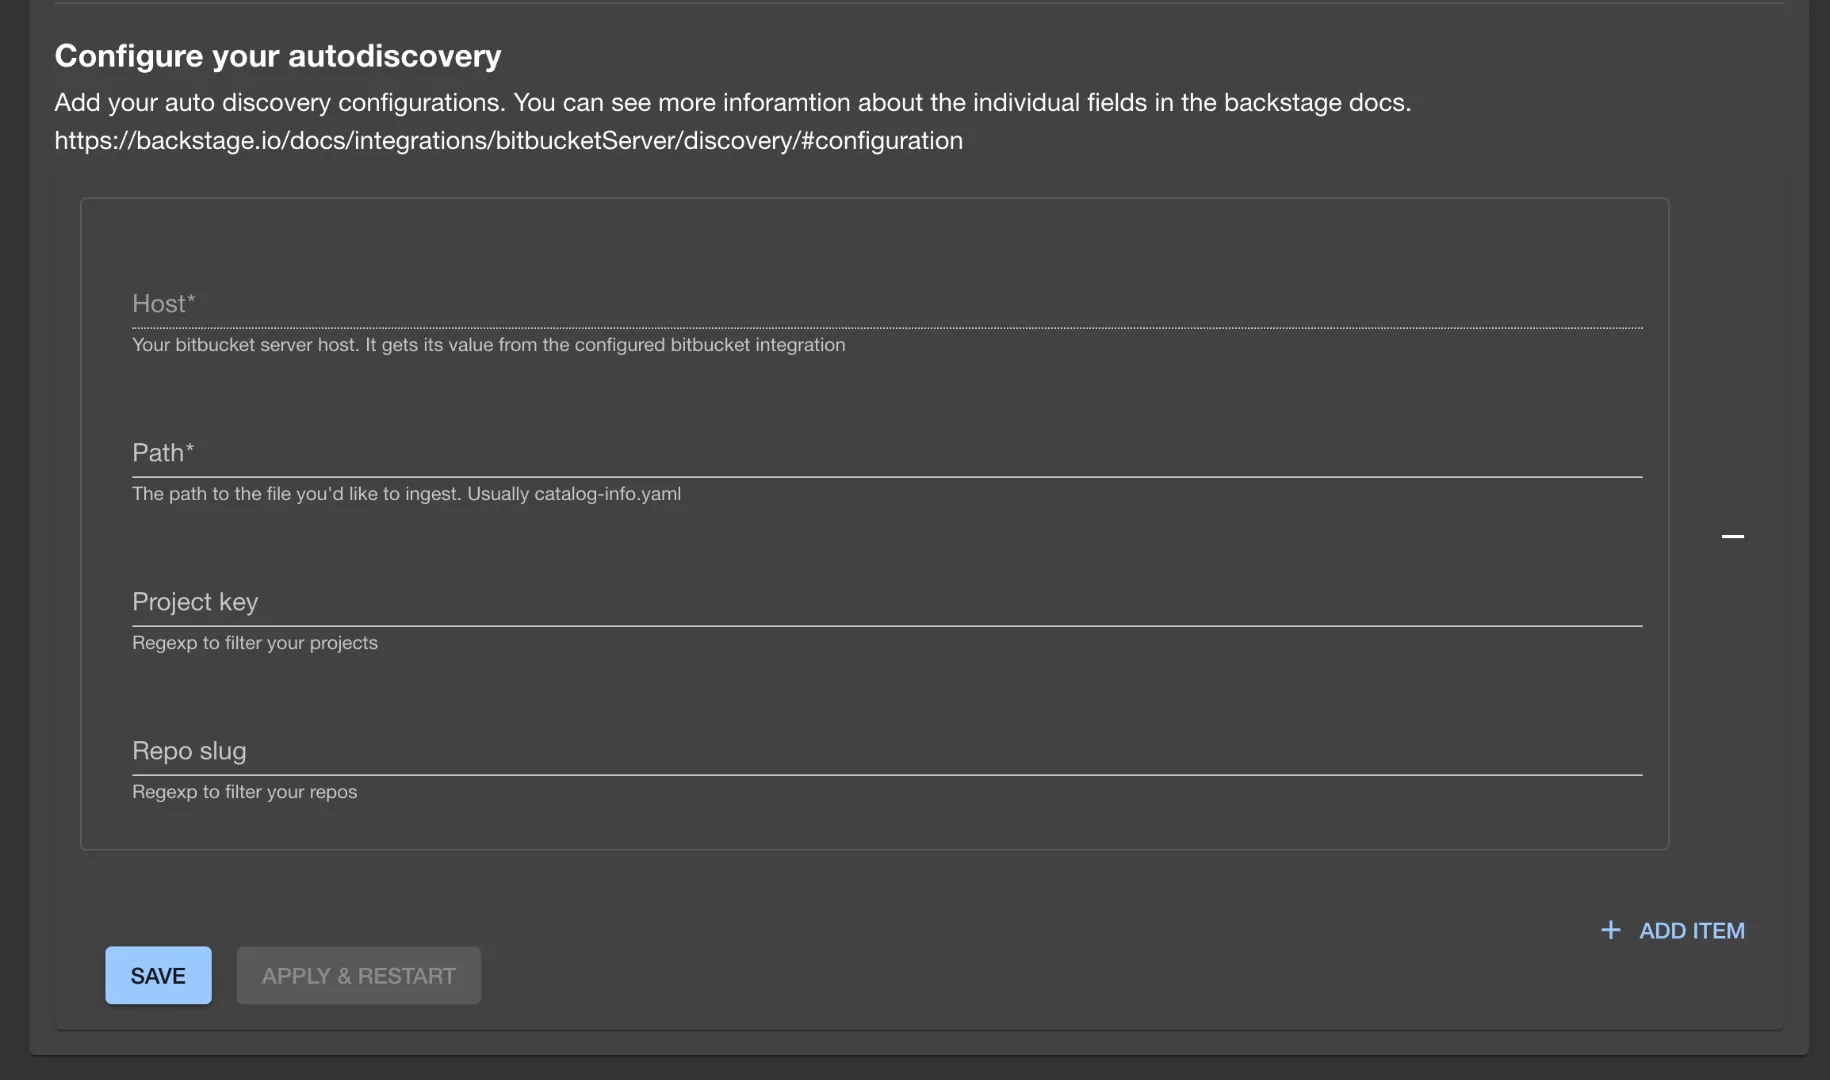 Configure your autodiscovery
Add your auto discovery configurations. You can see more inforamtion about the individual fields in the backstage docs.
https://backstage.io/docs/integrations/bitbucketServer/discovery/#configuration
Host*
Your bitbucket server host. It gets its value from the configured bitbucket integration
Path*
The path to the file you'd like to ingest. Usually catalog-info.yaml
Project key
Regexp to filter your projects
Repo slug
Regexp to filter your repos
ADD ITEM
SAVE
APPLY & RESTART